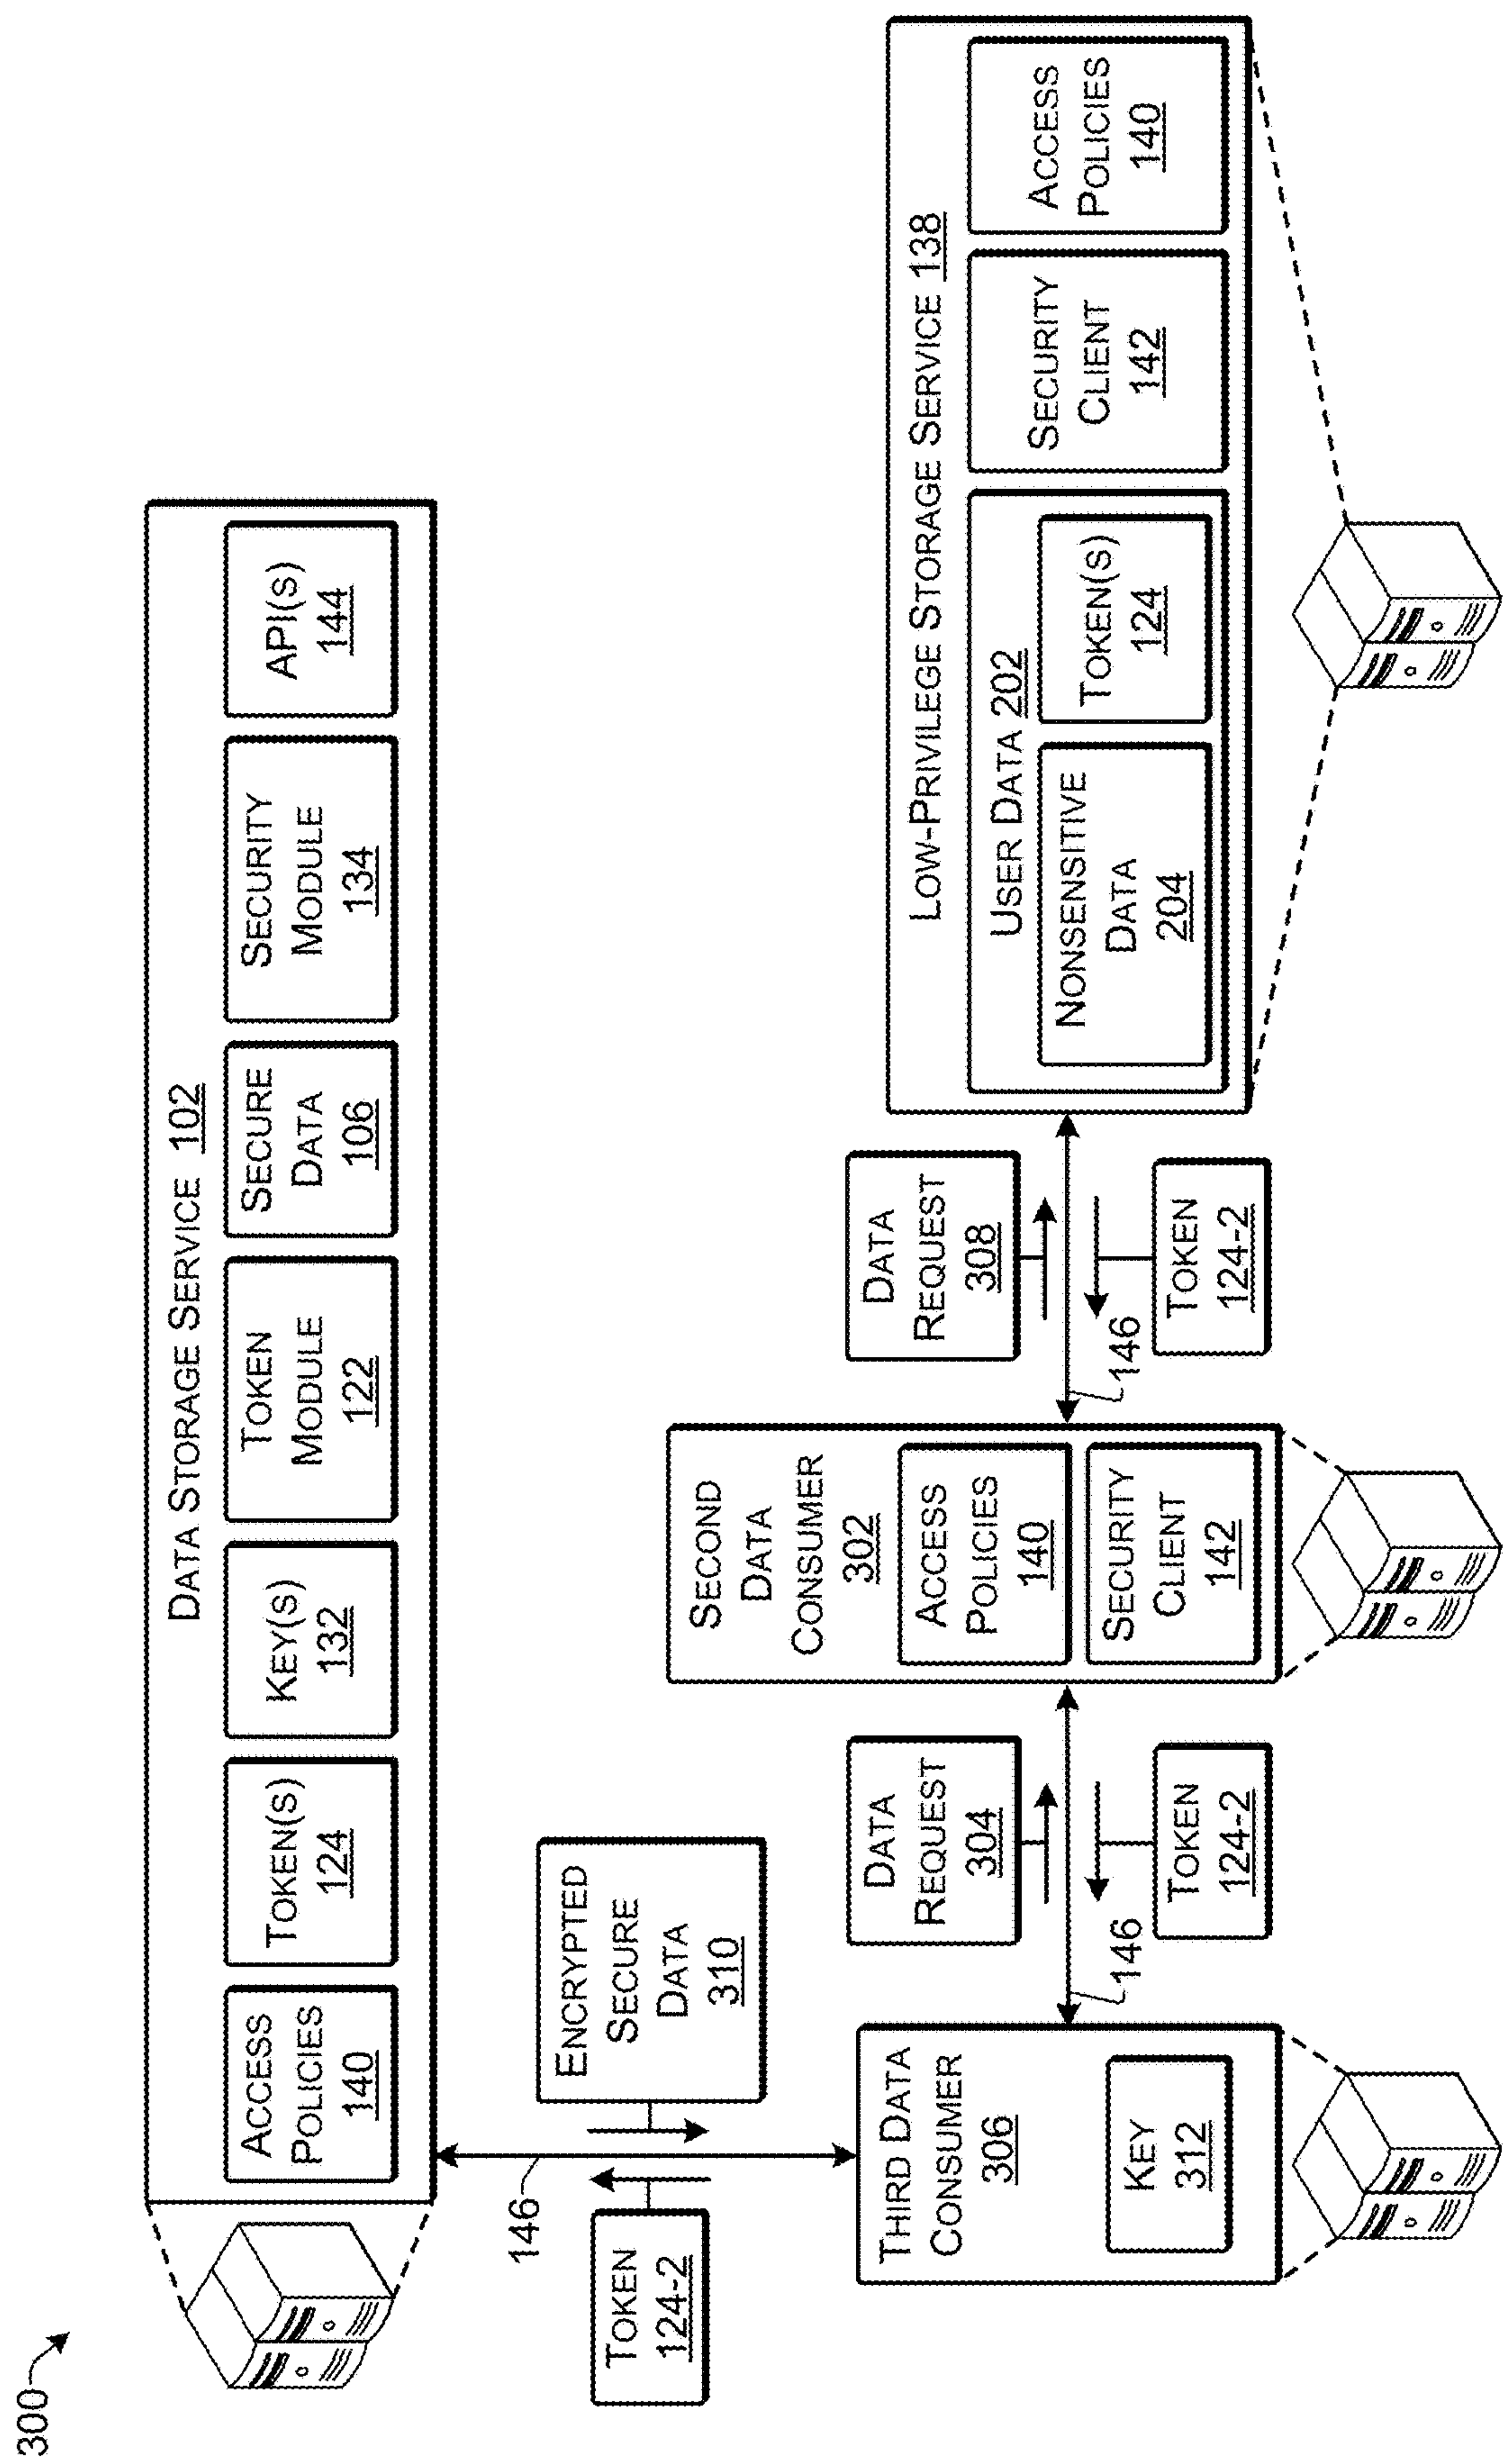 300
DATA STORAGE SERVICE 102
ACCESS
POLICIES
140
TOKEN(S)
124
KEY(S)
132
TOKEN
MODULE
122
SECURE
DATA
106
SECURITY
MODULE
134
API(S)
144
146
TOKEN
124-2
ENCRYPTED
SECURE
DATA
310
THIRD DATA
CONSUMER
306
KEY
312
DATA
REQUEST
304
146
TOKEN
124-2
SECOND
DATA
CONSUMER
302
ACCESS
POLICIES
140
SECURITY
CLIENT
142
DATA
REQUEST
308
146
TOKEN
124-2
LOW-PRIVILEGE STORAGE SERVICE 138
USER DATA 202
NONSENSITIVE
DATA
204
TOKEN(S)
124
SECURITY
CLIENT
142
ACCESS
POLICIES
140